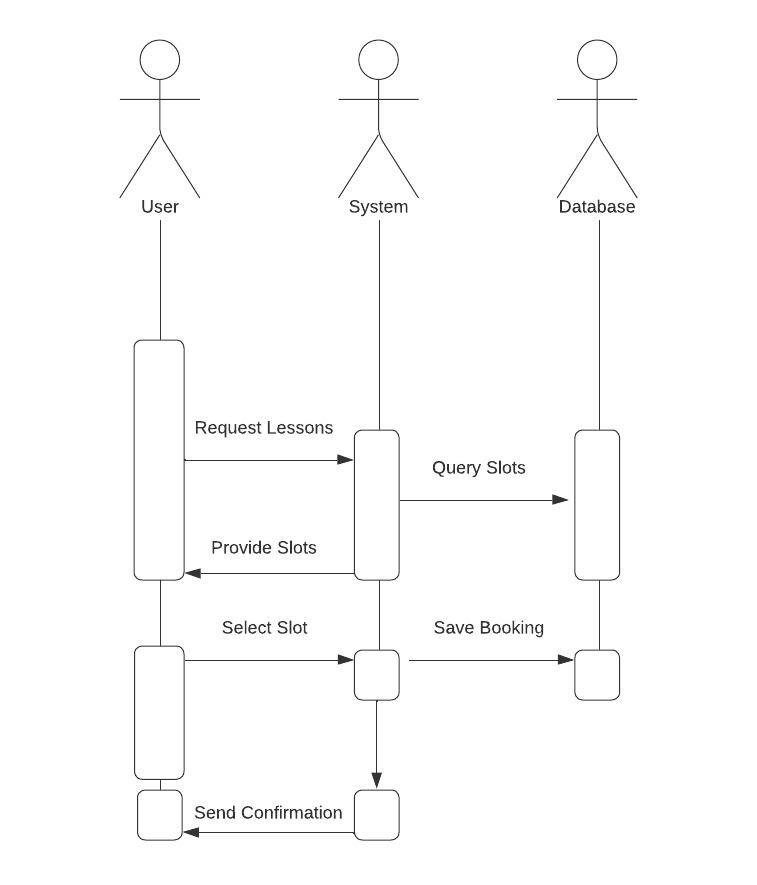 User
System
Database
Request Lessons
Query Slots
Provide Slots
Select Slot
Save Booking
Send Confirmation